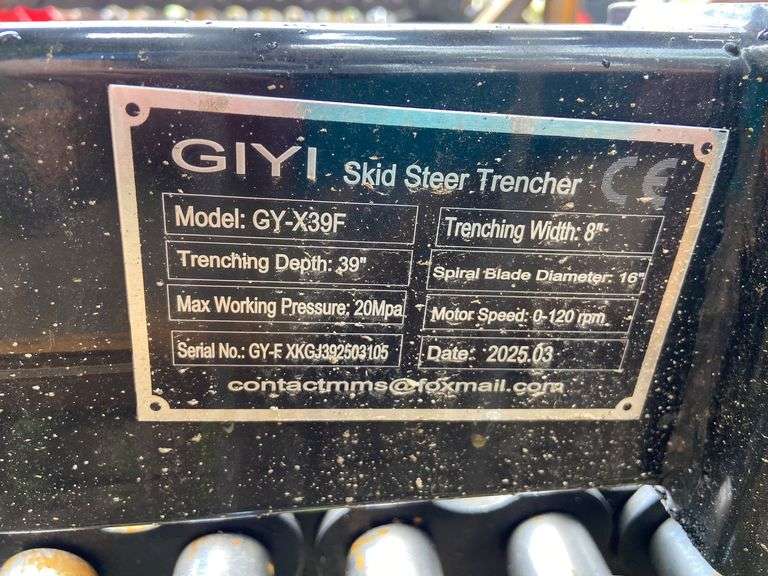 GIYI Skid Steer Trencher CE
Model: GY-X39F
Trenching Width: 8"
Trenching Depth: 39"
Spiral Blade Diameter: 16"
Max Working Pressure: 20Mpa
Motor Speed: 0-120 rpm
Serial No.: GY-F XKGJ392503105
Date: 2025.03
contactmms@foxmail.com